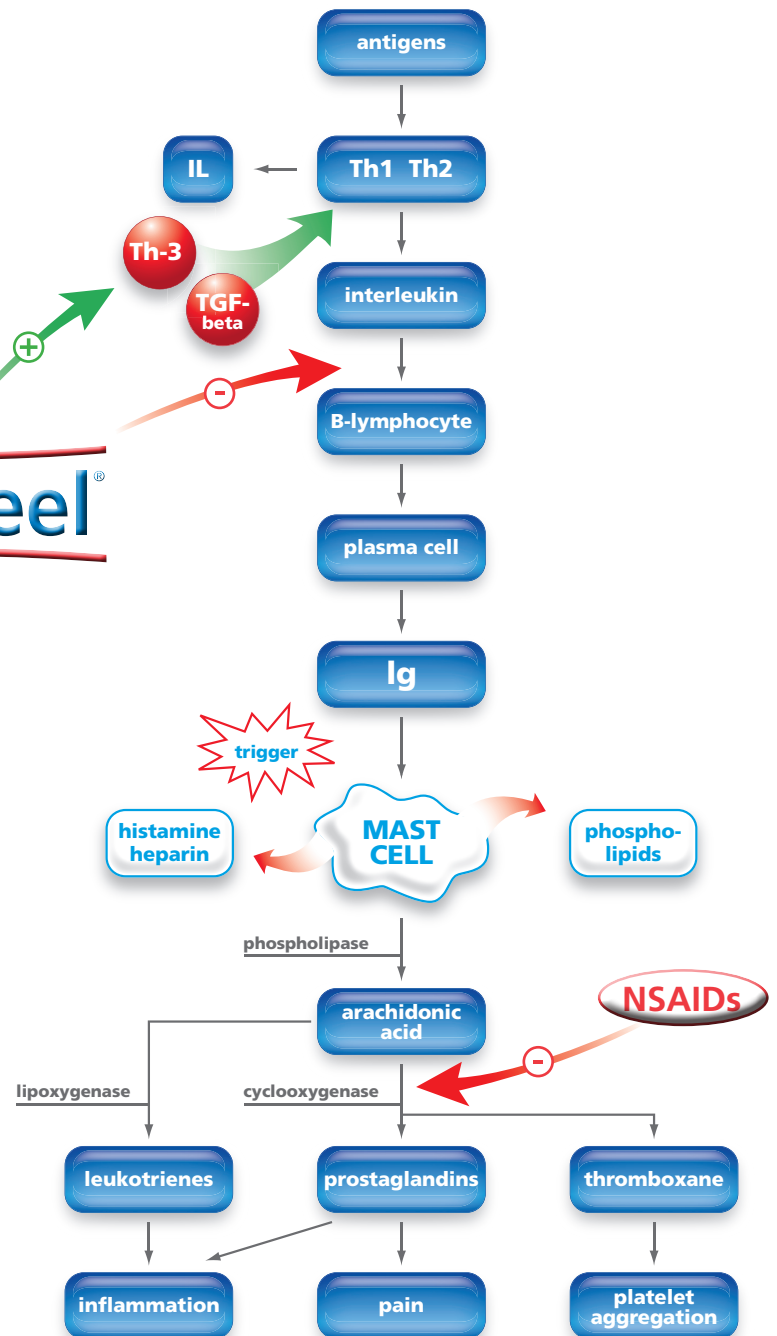 antigens
IL
Th1 Th2
Th-3
TGF-
beta
interleukin
+
-
B-lymphocyte
eel®
plasma cell
Ig
trigger
histamine
heparin
MAST
CELL
phospho-
lipids
phospholipase
NSAIDs
arachidonic
acid
-
lipoxygenase
cyclooxygenase
leukotrienes
prostaglandins
thromboxane
inflammation
pain
platelet
aggregation